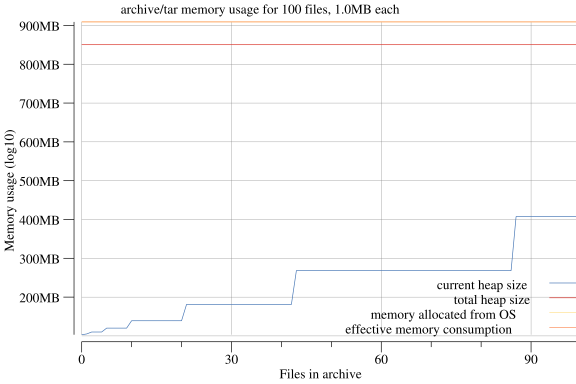 archive/tar memory usage for 100 files, 1.0MB each
900MB
800MB
700MB
600MB
500MB
400MB
300MB
200MB
Memory usage (log10)
current heap size
total heap size
memory allocated from OS
effective memory consumption
0 30 60 90
Files in archive